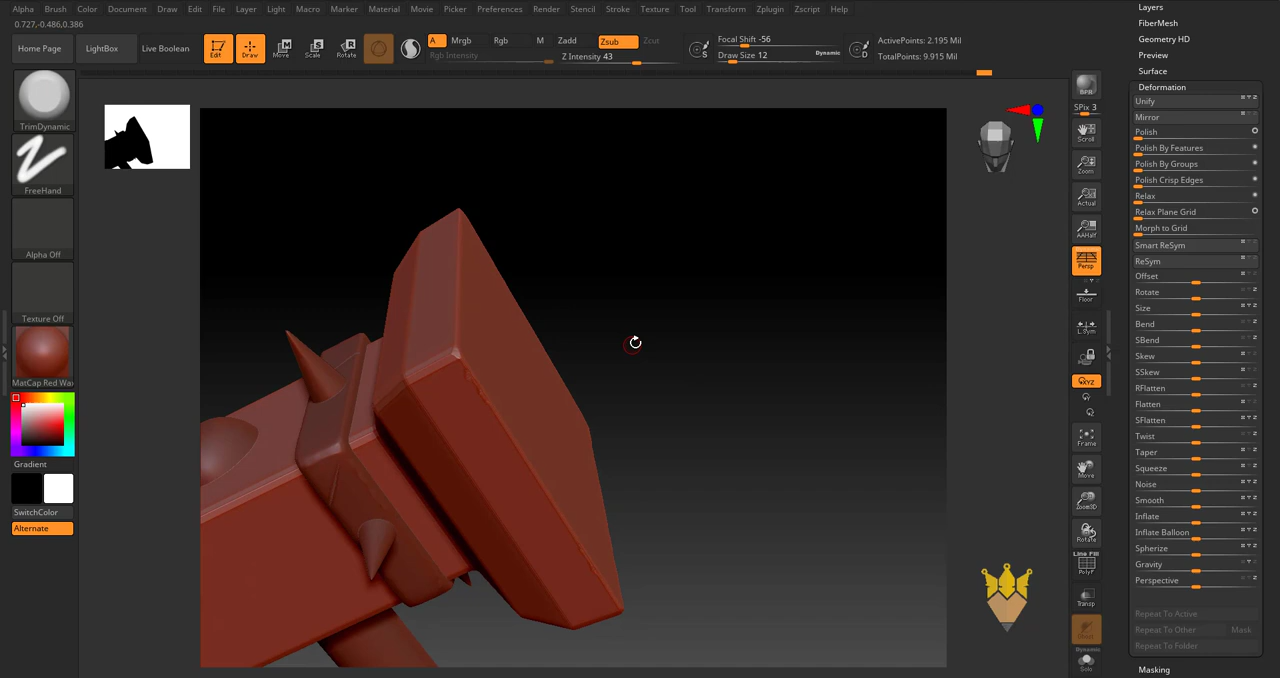 Alpha Brush Color Document Draw Edit File Layer Light Macro Marker Material Movie Picker Preferences Render Stencil Stroke Texture Tool Transform Zplugin Zscript Help
0.727,-0.486,0.386
Home Page
LightBox
Live Boolean
Edit
Draw
Move
Scale
Rotate
A
Mrgb
Rgb
M
Zadd
Zsub
Zcut
Rgb Intensity
Z Intensity 43
S
Focal Shift -56
Draw Size 12
Dynamic
D
ActivePoints: 2.195 Mil
TotalPoints: 9.915 Mil
TrimDynamic
FreeHand
Alpha Off
Texture Off
MatCap Red Wa
Gradient
SwitchColor
Alternate
BPR
SPix 3
Scroll
Zoom
Actual
AAHalf
Persp
Floor
L.Sym
XYZ
Frame
Move
Zoom3D
Rotate
Line Fill
PolyF
Transp
Ghost
Dynamic
Solo
Layers
FiberMesh
Geometry HD
Preview
Surface
Deformation
Unify
Mirror
Polish
Polish By Features
Polish By Groups
Polish Crisp Edges
Relax
Relax Plane Grid
Morph to Grid
Smart ReSym
ReSym
Offset
Rotate
Size
Bend
SBend
Skew
SSkew
RFlatten
Flatten
SFlatten
Twist
Taper
Squeeze
Noise
Smooth
Inflate
Inflate Balloon
Spherize
Gravity
Perspective
Repeat To Active
Repeat To Other
Mask
Repeat To Folder
Masking